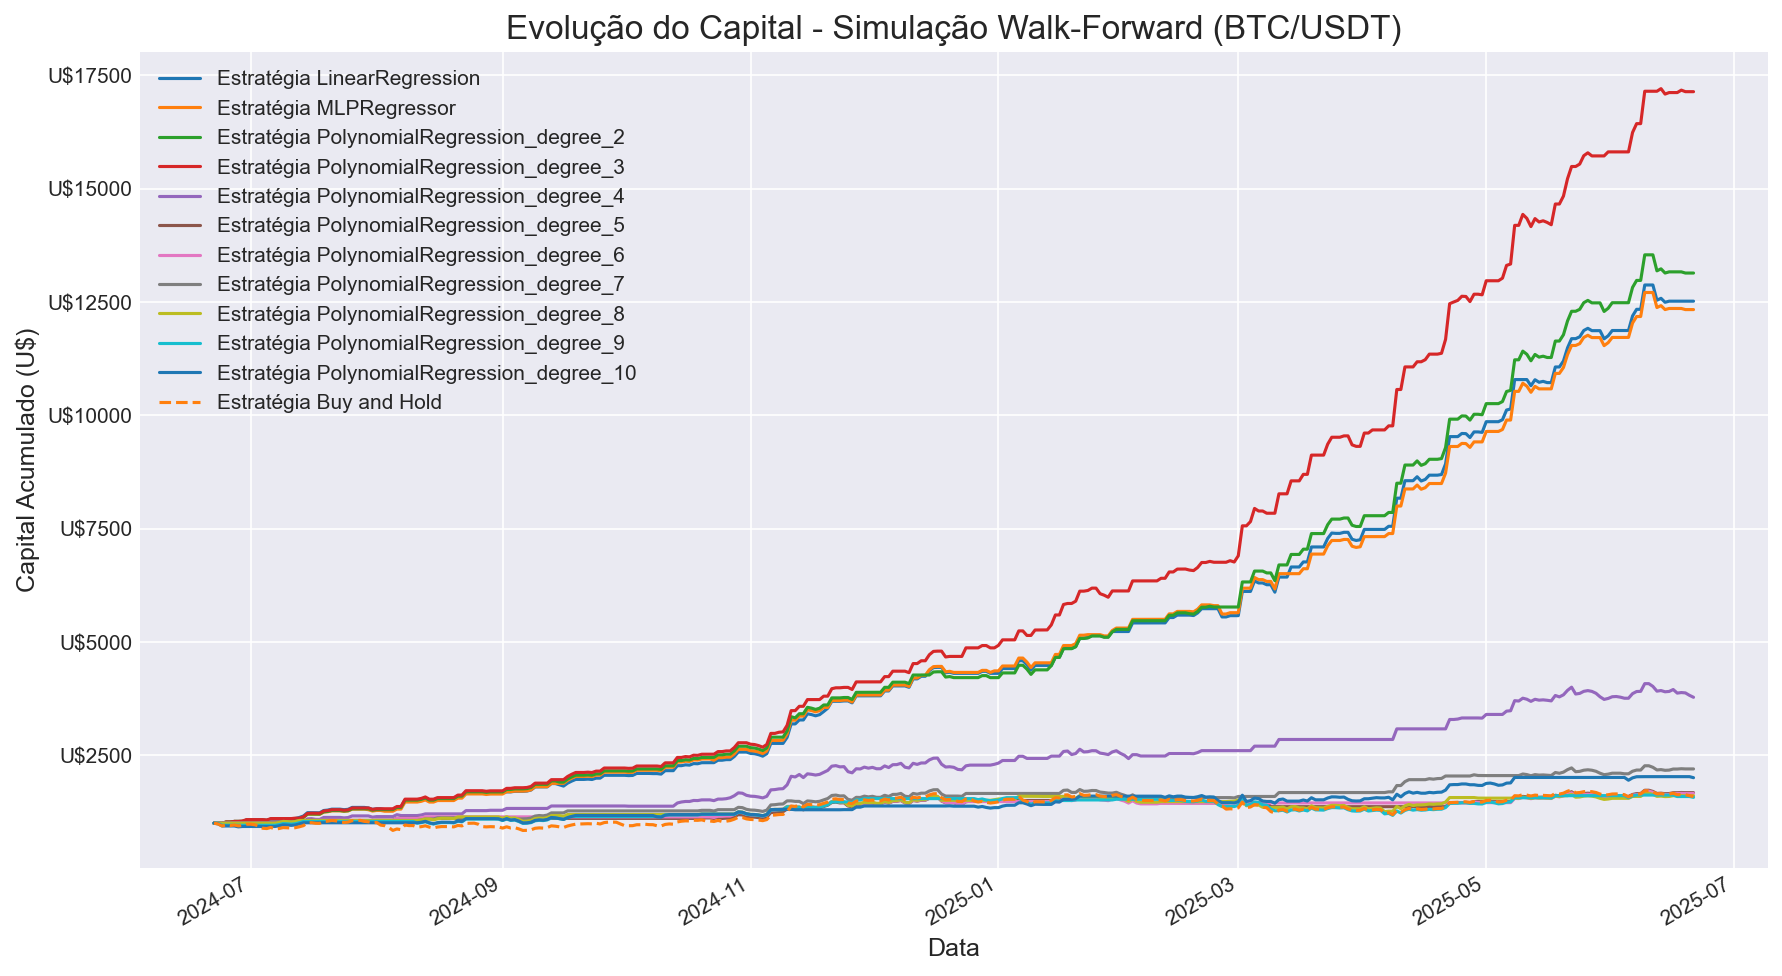 Evolução do Capital - Simulação Walk-Forward (BTC/USDT)
U$17500
U$15000
U$12500
U$10000
U$7500
U$5000
U$2500
Capital Acumulado (U$)
Estratégia LinearRegression
Estratégia MLPRegressor
Estratégia PolynomialRegression_degree_2
Estratégia PolynomialRegression_degree_3
Estratégia PolynomialRegression_degree_4
Estratégia PolynomialRegression_degree_5
Estratégia PolynomialRegression_degree_6
Estratégia PolynomialRegression_degree_7
Estratégia PolynomialRegression_degree_8
Estratégia PolynomialRegression_degree_9
Estratégia PolynomialRegression_degree_10
Estratégia Buy and Hold
2024-07
2024-09
2024-11
2025-01
2025-03
2025-05
2025-07
Data